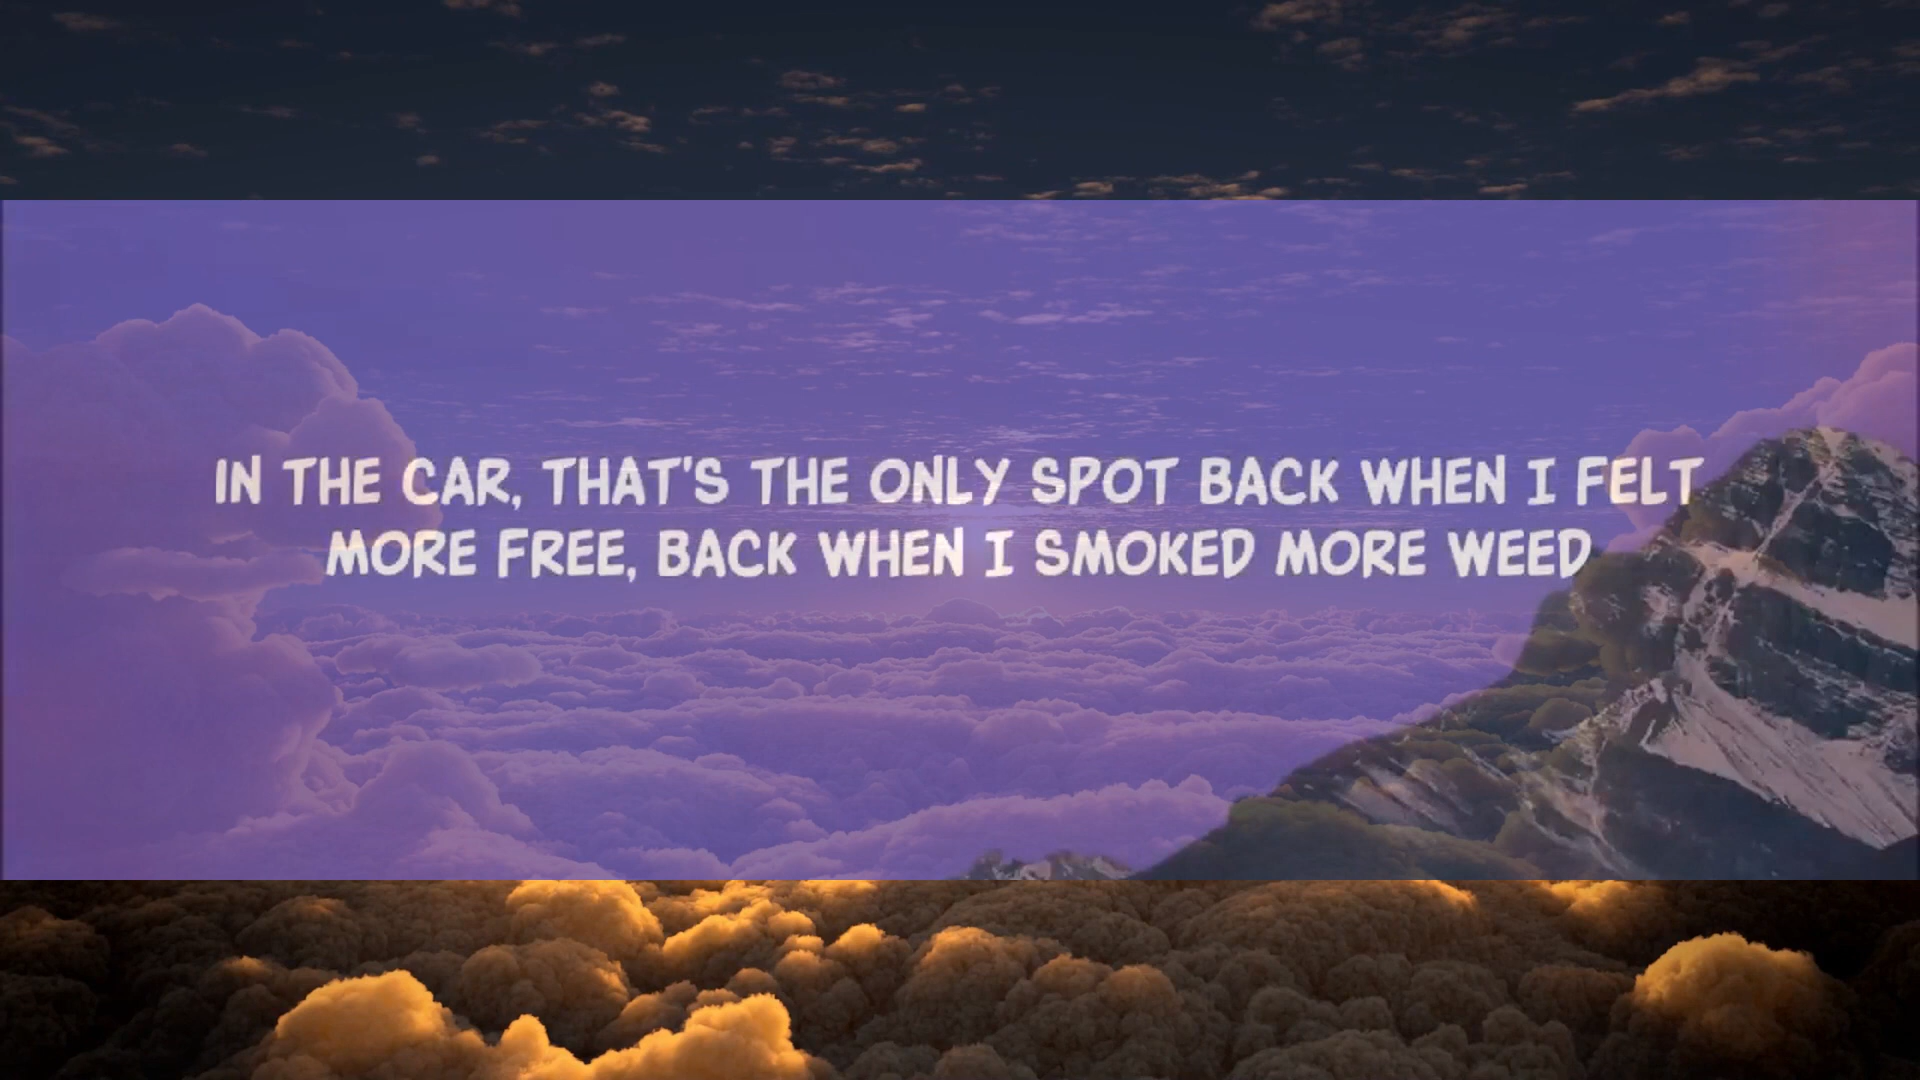 IN THE CAR, THAT'S THE ONLY SPOT BACK WHEN I FELT
MORE FREE, BACK WHEN I SMOKED MORE WEED